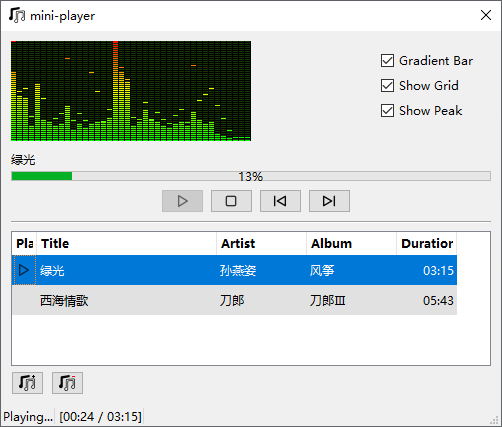 mini-player
Gradient Bar
Show Grid
Show Peak
绿光
13%
Pla Title Artist Album Duration
绿光 孙燕姿 风筝 03:15
西海情歌 刀郎 刀郎Ⅲ 05:43
Playing... [00:24 / 03:15]